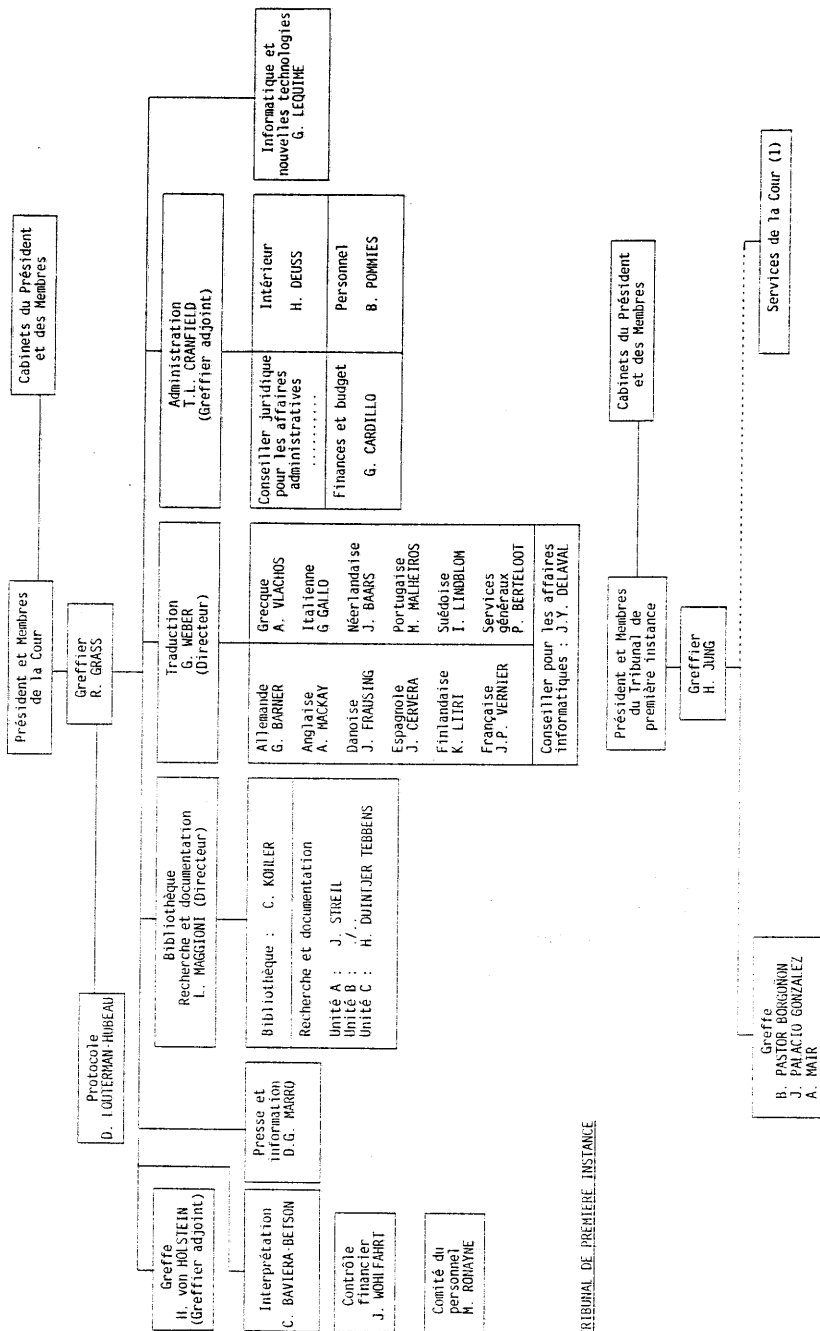 Président et Membres
de la Cour
Cabinets du Président
et des Membres
Greffier
R. GRASS
Protocole
D. LOUTERMAN-HUBEAU
Greffe
H. von HOLSTEIN
(Greffier adjoint)
Bibliothèque
Recherche et documentation
L. MAGGIONI (Directeur)
Traduction
G. WEBER
(Directeur)
Administration
T.L. CRANFIELD
(Greffier adjoint)
Interprétation
C. BAVIERA-BETSON
Presse et
information
D.G. MARRO
Bibliothèque : C. KOHLER
Recherche et documentation
Unité A : J. STREIL
Unité B : ./..
Unité C : H. DUINTJER TEBBENS
Allemande
G. BARNER
Anglaise
A. MACKAY
Danoise
J. FRAUSING
Espagnole
J. CERVERA
Finlandaise
K. LIIRI
Française
J.P. VERNIER
Grecque
A. VLACHOS
Italienne
G GALLO
Néerlandaise
J. BAARS
Portugaise
M. MALHEIROS
Suédoise
I. LINDBLOM
Services
généraux
P. BERTELOOT
Conseiller pour les affaires
informatiques : J.Y. DELAVAL
Conseiller juridique
pour les affaires
administratives
..........
Intérieur
H. DEUSS
Finances et budget
G. CARDILLO
Personnel
B. POMMIES
Informatique et
nouvelles technologies
G. LEQUIME
Contrôle
financier
J. WOHLFAHRT
Comité du
personnel
M. RONAYNE
TRIBUNAL DE PREMIERE INSTANCE
Président et Membres
du Tribunal de
première instance
Cabinets du Président
et des Membres
Greffier
H. JUNG
Greffe
B. PASTOR BORGOÑON
J. PALACIO GONZALEZ
A. MAIR
Services de la Cour (1)